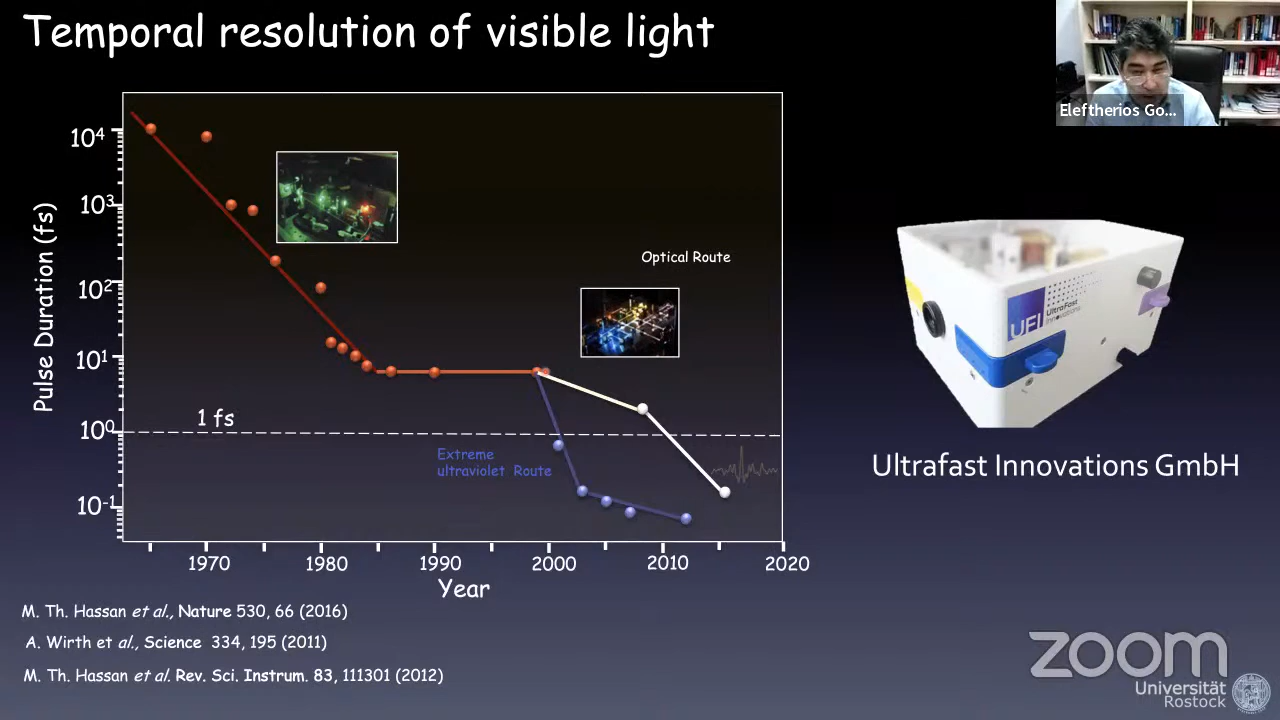 Temporal resolution of visible light
Eleftherios Go...
10⁴
10³
10²
10¹
10⁰
10⁻¹
Pulse Duration (fs)
Optical Route
1 fs
Extreme
ultraviolet Route
1970
1980
1990
2000
2010
2020
Year
UFI
UltraFast
Innovations
Ultrafast Innovations GmbH
M. Th. Hassan et al., Nature 530, 66 (2016)
A. Wirth et al., Science 334, 195 (2011)
M. Th. Hassan et al. Rev. Sci. Instrum. 83, 111301 (2012)
zoom
Universität
Rostock